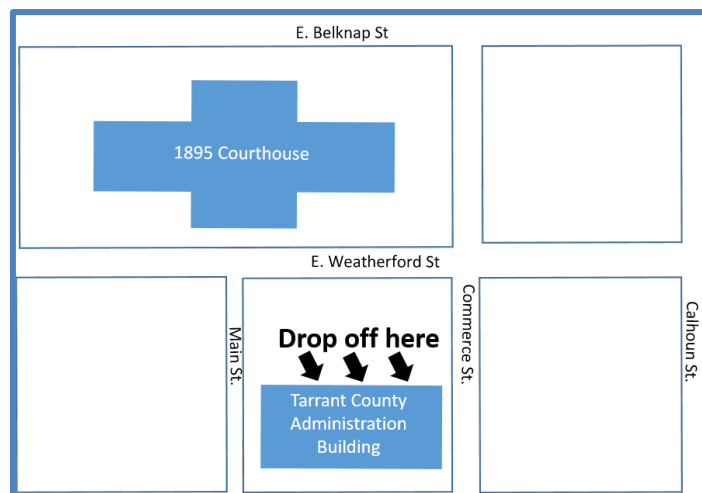 E. Belknap St
1895 Courthouse
E. Weatherford St
Main St.
Commerce St.
Calhoun St.
Drop off here
Tarrant County
Administration
Building